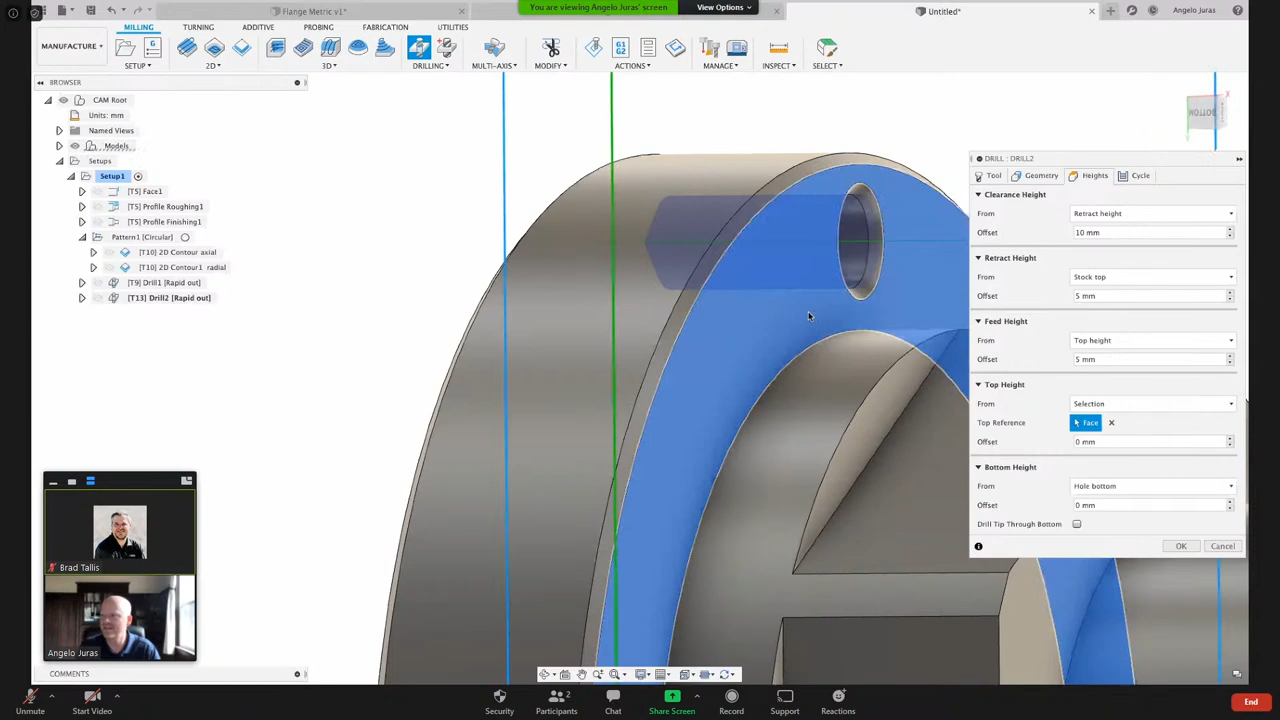 Flange Metric v1*
You are viewing Angelo Juras' screen
View Options
Untitled*
Angelo Juras
MILLING
TURNING
ADDITIVE
PROBING
FABRICATION
UTILITIES
MANUFACTURE
SETUP
2D
3D
DRILLING
MULTI-AXIS
MODIFY
ACTIONS
MANAGE
INSPECT
SELECT
G1
G2
BROWSER
CAM Root
Units: mm
Named Views
Models
Setups
Setup1
[T5] Face1
[T5] Profile Roughing1
[T5] Profile Finishing1
Pattern1 [Circular]
[T10] 2D Contour axial
[T10] 2D Contour1 radial
[T9] Drill1 [Rapid out]
[T13] Drill2 [Rapid out]
BOTTOM
X
DRILL : DRILL2
Tool
Geometry
Heights
Cycle
Clearance Height
From
Retract height
Offset
10 mm
Retract Height
From
Stock top
Offset
5 mm
Feed Height
From
Top height
Offset
5 mm
Top Height
From
Selection
Top Reference
Face
Offset
0 mm
Bottom Height
From
Hole bottom
Offset
0 mm
Drill Tip Through Bottom
OK
Cancel
Brad Tallis
Angelo Juras
COMMENTS
Unmute
Start Video
Security
Participants
2
Chat
Share Screen
Record
Support
Reactions
End